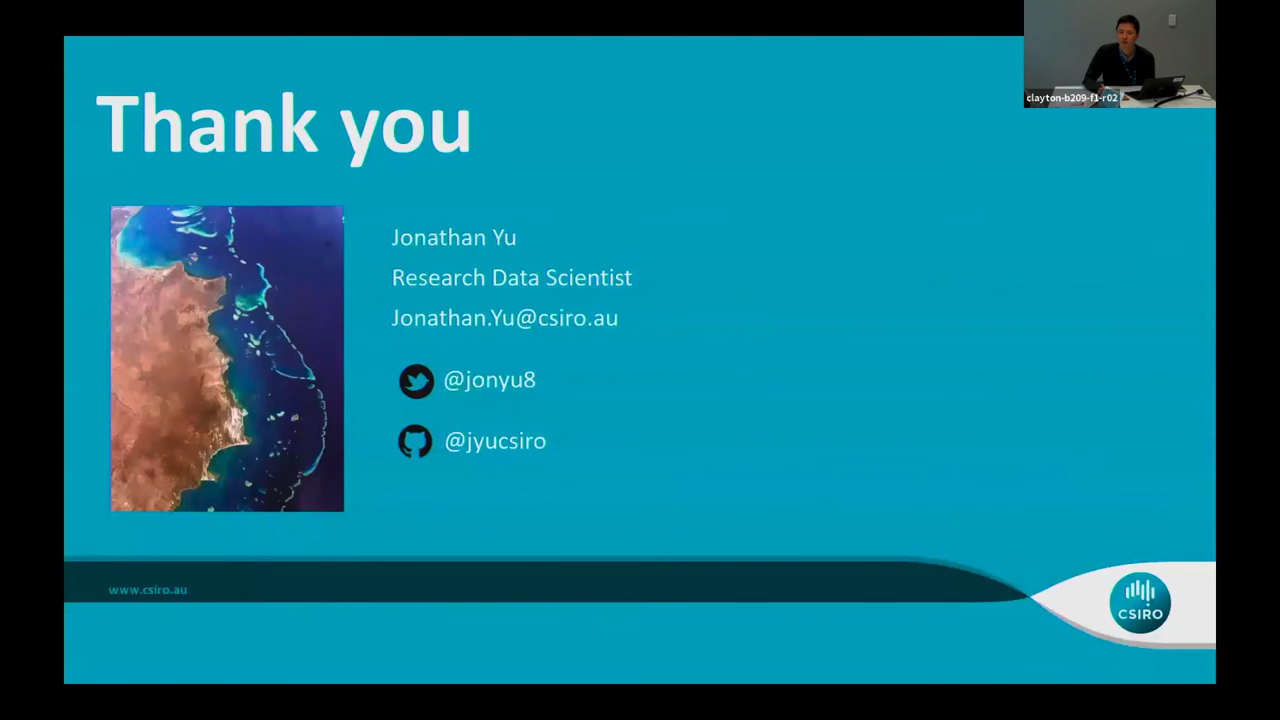 clayton-b209-f1-r02
Thank you
Jonathan Yu
Research Data Scientist
Jonathan.Yu@csiro.au
@jonyu8
@jyucsiro
www.csiro.au
CSIRO